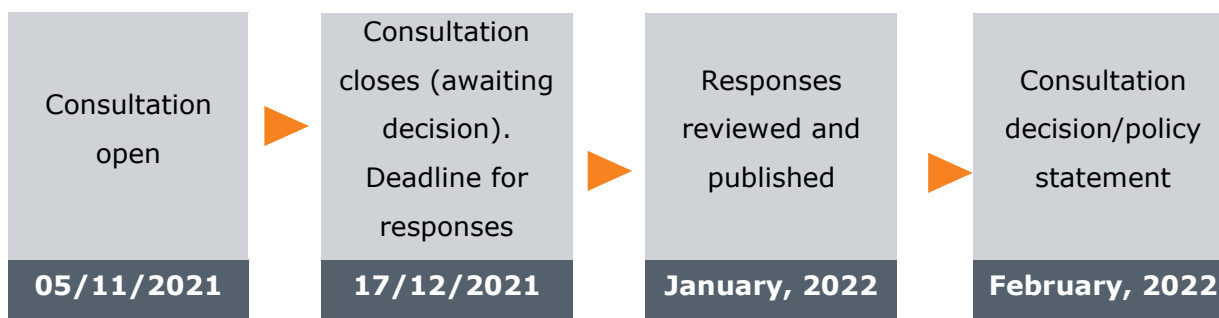 Consultation
open
05/11/2021
Consultation
closes (awaiting
decision).
Deadline for
responses
17/12/2021
Responses
reviewed and
published
January, 2022
Consultation
decision/policy
statement
February, 2022